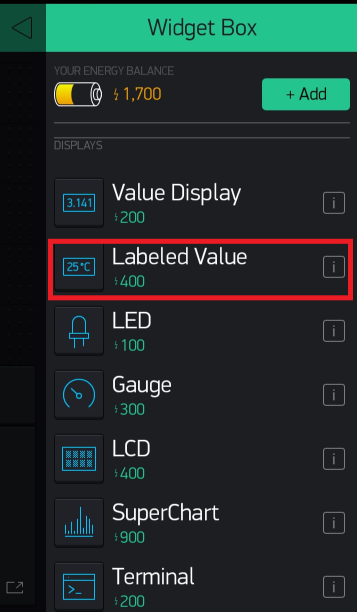 Widget Box
YOUR ENERGY BALANCE
1,700
+ Add
DISPLAYS
3.141
Value Display
200
i
25°C
Labeled Value
400
i
LED
100
i
Gauge
300
i
LCD
400
i
SuperChart
900
i
>_
Terminal
200
i